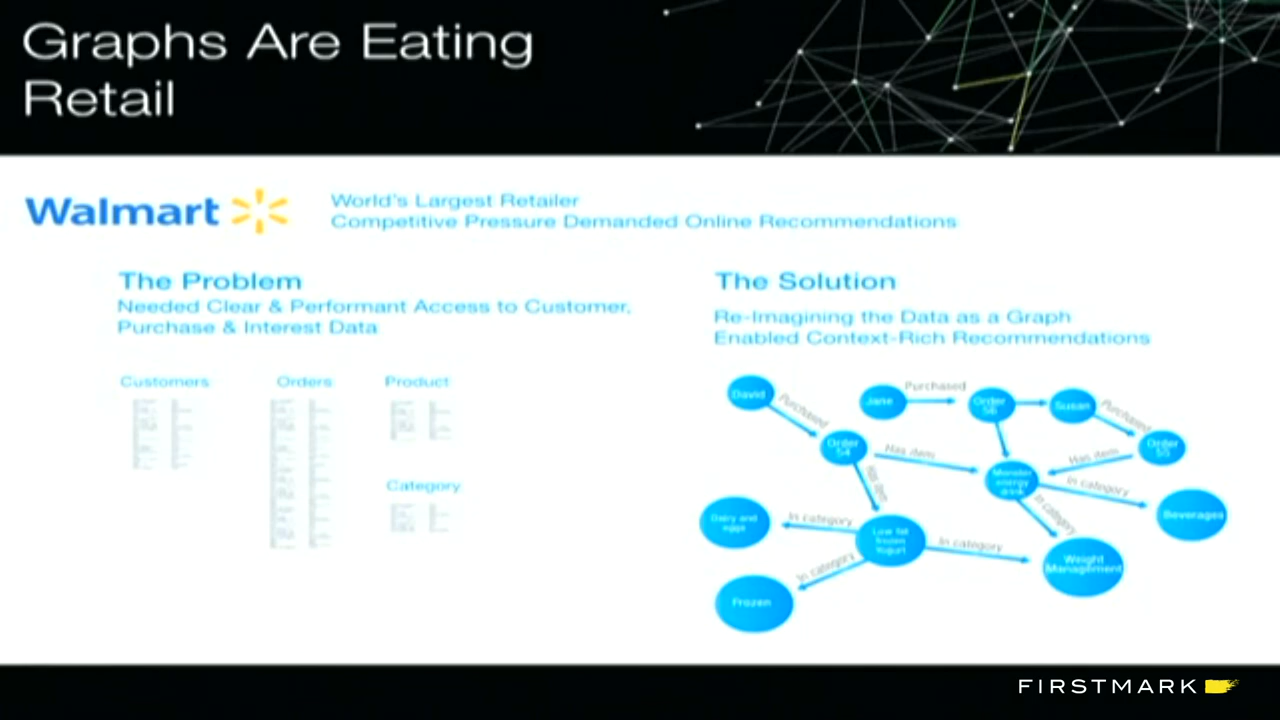 Graphs Are Eating
Retail
Walmart
World's Largest Retailer
Competitive Pressure Demanded Online Recommendations
The Problem
Needed Clear & Performant Access to Customer,
Purchase & Interest Data
Customers
Orders
Product
Category
The Solution
Re-Imagining the Data as a Graph
Enabled Context-Rich Recommendations
David
Purchased
Jane
Purchased
Order
56
Susan
Purchased
Order
54
Has item
Has item
Order
55
Has item
Monster
energy
drink
In category
Beverages
In category
Dairy and
eggs
In category
Low fat
frozen
Yogurt
In category
Weight
Management
In category
Frozen
FIRSTMARK